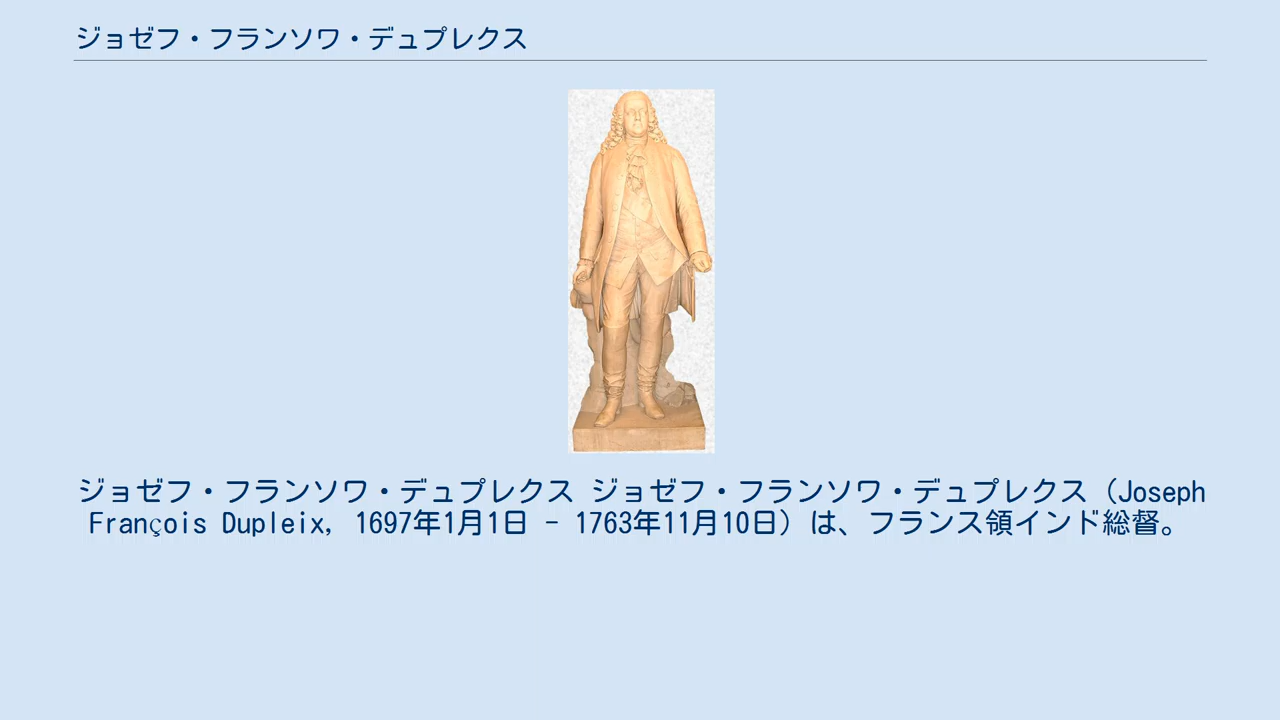 ジョゼフ・フランソワ・デュプレクス
ジョゼフ・フランソワ・デュプレクス ジョゼフ・フランソワ・デュプレクス（Joseph
François Dupleix, 1697年1月1日 - 1763年11月10日）は、フランス領インド総督。